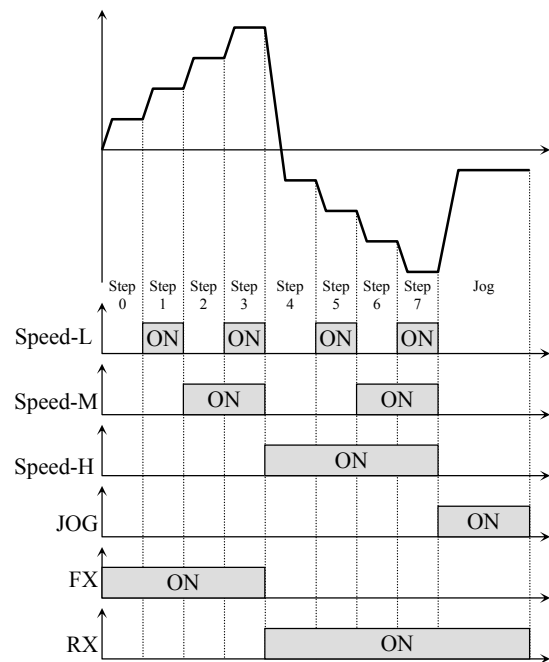 Step Step Step Step Step Step Step Step Jog
0 1 2 3 4 5 6 7
Speed-L ON ON ON ON
Speed-M ON ON
Speed-H ON
JOG ON
FX ON
RX ON